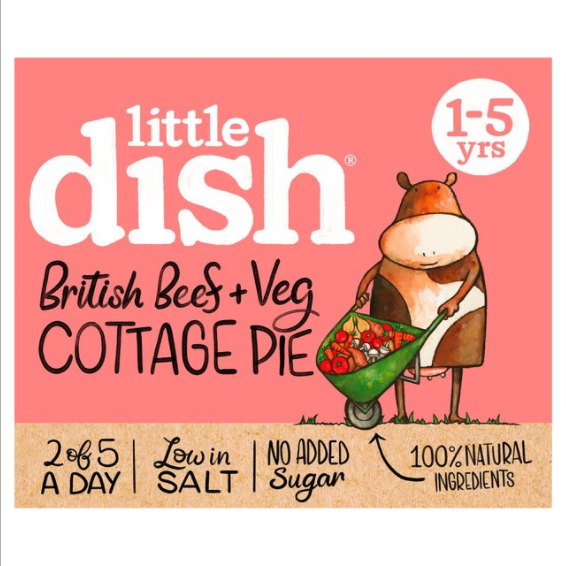 little
dish®
1-5
yrs
British Beef + Veg
COTTAGE PIE
2 of 5
A DAY
Low in
SALT
NO ADDED
Sugar
100% NATURAL
INGREDIENTS